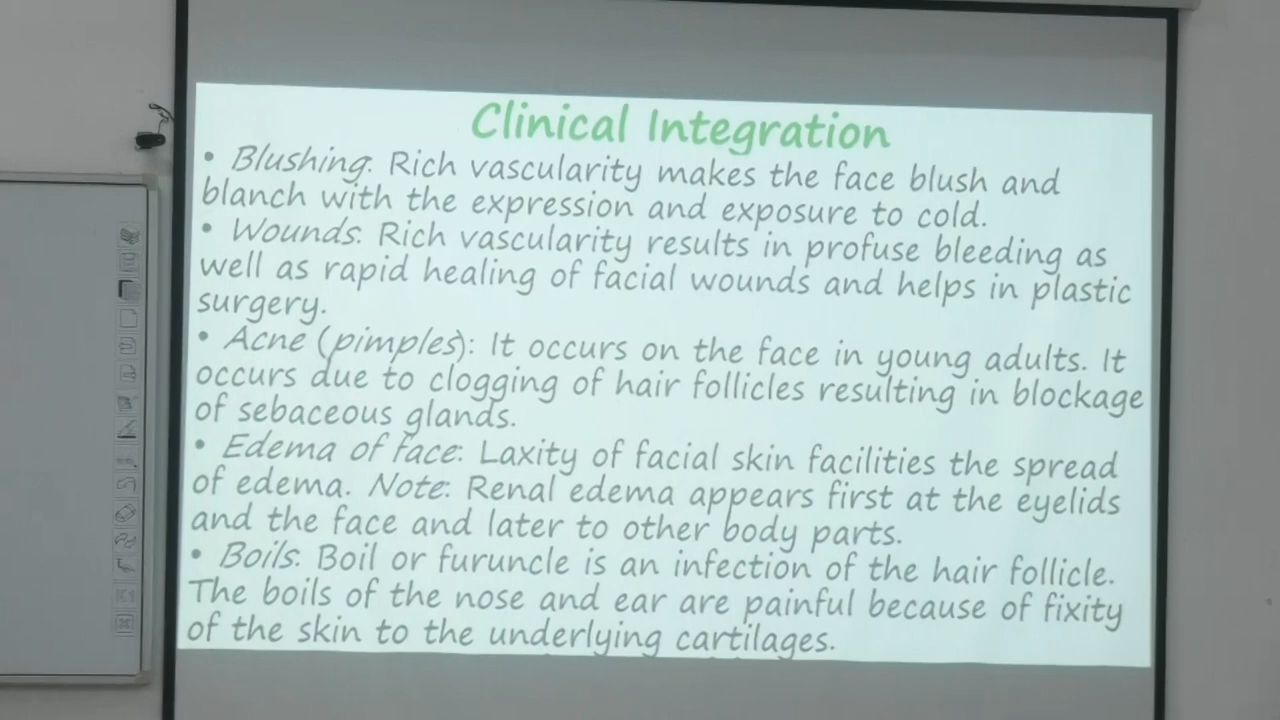 Clinical Integration
• Blushing: Rich vascularity makes the face blush and
blanch with the expression and exposure to cold.
• Wounds: Rich vascularity results in profuse bleeding as
well as rapid healing of facial wounds and helps in plastic
surgery.
• Acne (pimples): It occurs on the face in young adults. It
occurs due to clogging of hair follicles resulting in blockage
of sebaceous glands.
• Edema of face: Laxity of facial skin facilities the spread
of edema. Note: Renal edema appears first at the eyelids
and the face and later to other body parts.
• Boils: Boil or furuncle is an infection of the hair follicle.
The boils of the nose and ear are painful because of fixity
of the skin to the underlying cartilages.